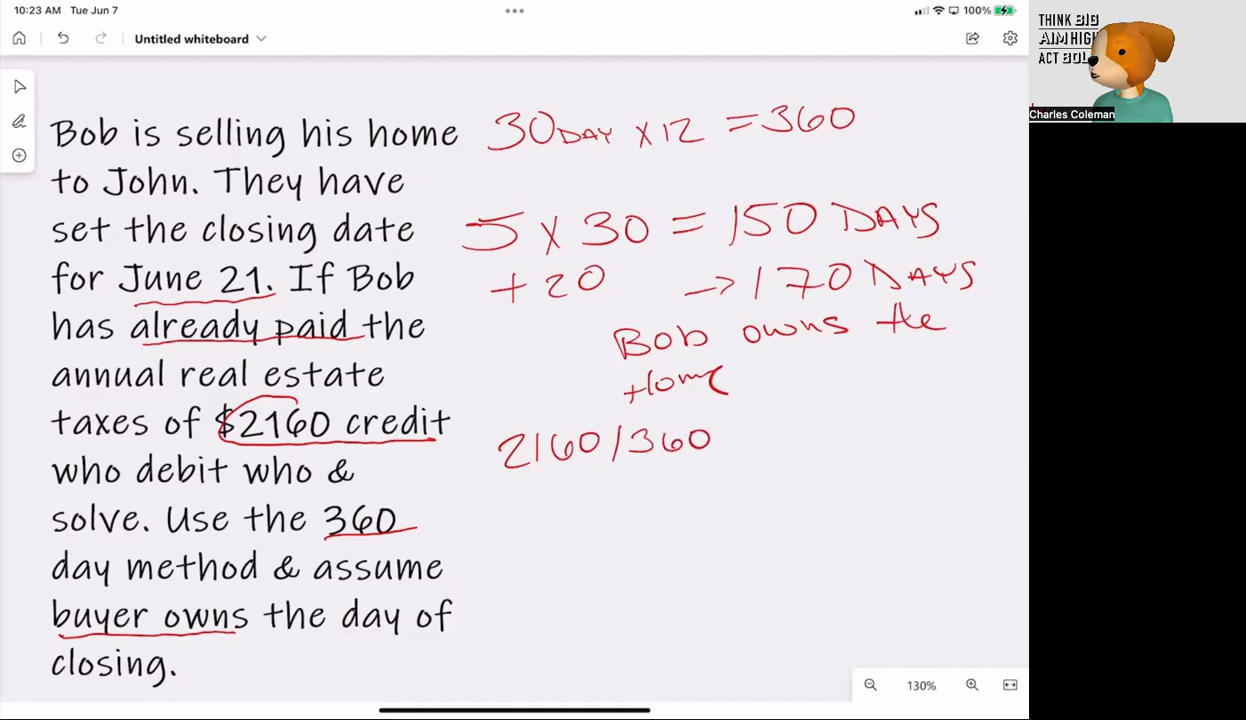 10:23 AM Tue Jun 7
100%
Untitled whiteboard
THINK BIG
AIM HIGH
ACT BOL
Charles Coleman
Bob is selling his home
to John. They have
set the closing date
for June 21. If Bob
has already paid the
annual real estate
taxes of $2160 credit
who debit who &
solve. Use the 360
day method & assume
buyer owns the day of
closing.
30DAY x 12 = 360
5 x 30 = 150 DAYS
+ 20 → 170 DAYS
Bob owns the
Home
2160/360
130%